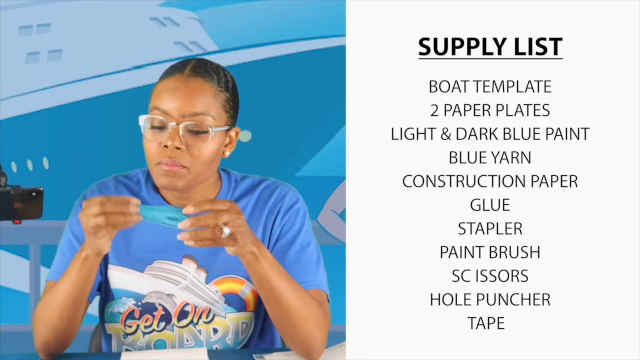 SUPPLY LIST
BOAT TEMPLATE
2 PAPER PLATES
LIGHT & DARK BLUE PAINT
BLUE YARN
CONSTRUCTION PAPER
GLUE
STAPLER
PAINT BRUSH
SC ISSORS
HOLE PUNCHER
TAPE
Get On
BOARD